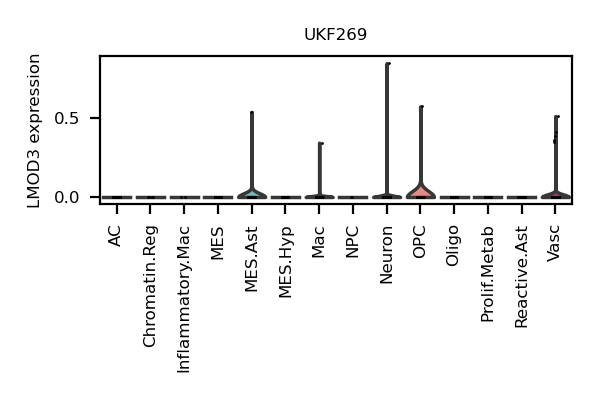 UKF269
LMOD3 expression
0.5
0.0
AC
Chromatin.Reg
Inflammatory.Mac
MES
MES.Ast
MES.Hyp
Mac
NPC
Neuron
OPC
Oligo
Prolif.Metab
Reactive.Ast
Vasc